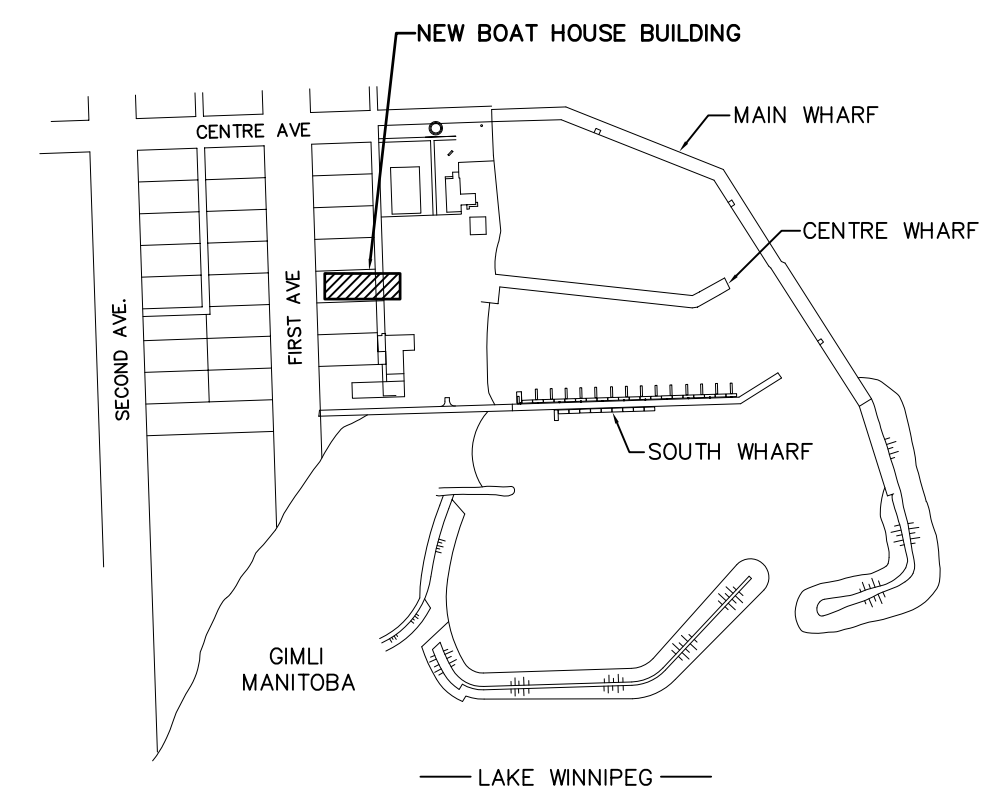 NEW BOAT HOUSE BUILDING
MAIN WHARF
CENTRE AVE
CENTRE WHARF
SECOND AVE.
FIRST AVE
SOUTH WHARF
GIMLI
MANITOBA
LAKE WINNIPEG